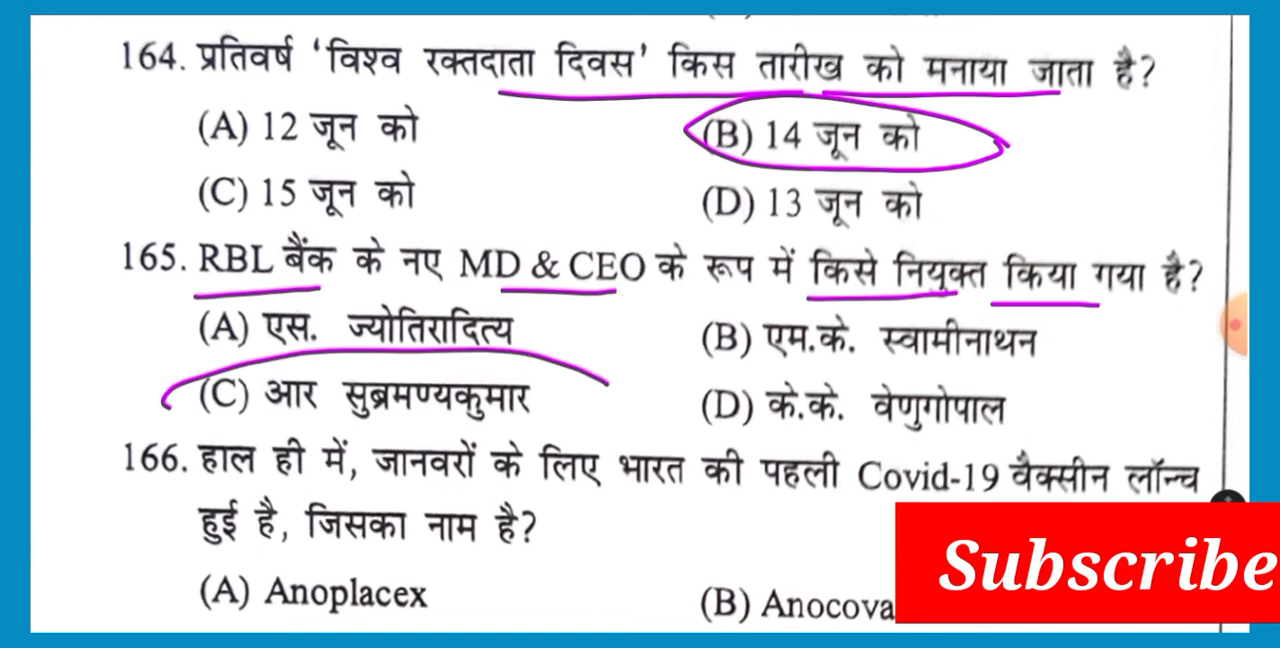 164. प्रतिवर्ष ‘विश्व रक्तदाता दिवस’ किस तारीख को मनाया जाता है?
(A) 12 जून को (B) 14 जून को
(C) 15 जून को (D) 13 जून को
165. RBL बैंक के नए MD & CEO के रूप में किसे नियुक्त किया गया है?
(A) एस. ज्योतिरादित्य (B) एम.के. स्वामीनाथन
(C) आर सुब्रमण्यकुमार (D) के.के. वेणुगोपाल
166. हाल ही में, जानवरों के लिए भारत की पहली Covid-19 वैक्सीन लॉन्च
हुई है, जिसका नाम है?
Subscribe
(A) Anoplacex (B) Anocova